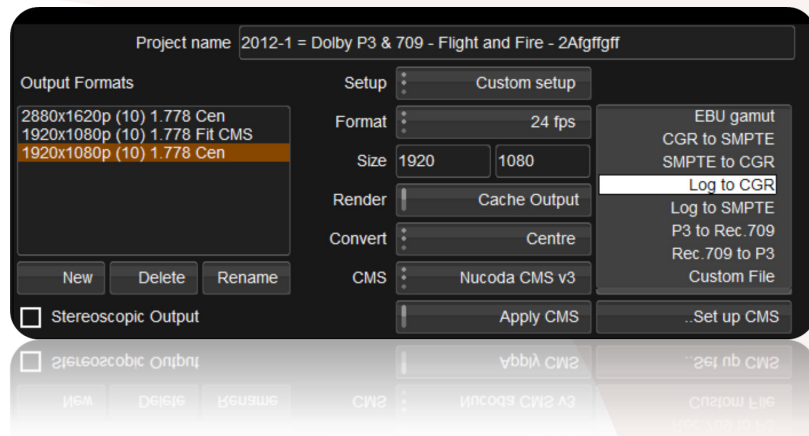 Project name 2012-1 = Dolby P3 & 709 - Flight and Fire - 2Afgffgff
Output Formats
2880x1620p (10) 1.778 Cen
1920x1080p (10) 1.778 Fit CMS
1920x1080p (10) 1.778 Cen
New Delete Rename
Stereoscopic Output
Setup Custom setup
Format 24 fps
Size 1920 1080
Render Cache Output
Convert Centre
CMS Nucoda CMS v3
Apply CMS
EBU gamut
CGR to SMPTE
SMPTE to CGR
Log to CGR
Log to SMPTE
P3 to Rec.709
Rec.709 to P3
Custom File
..Set up CMS